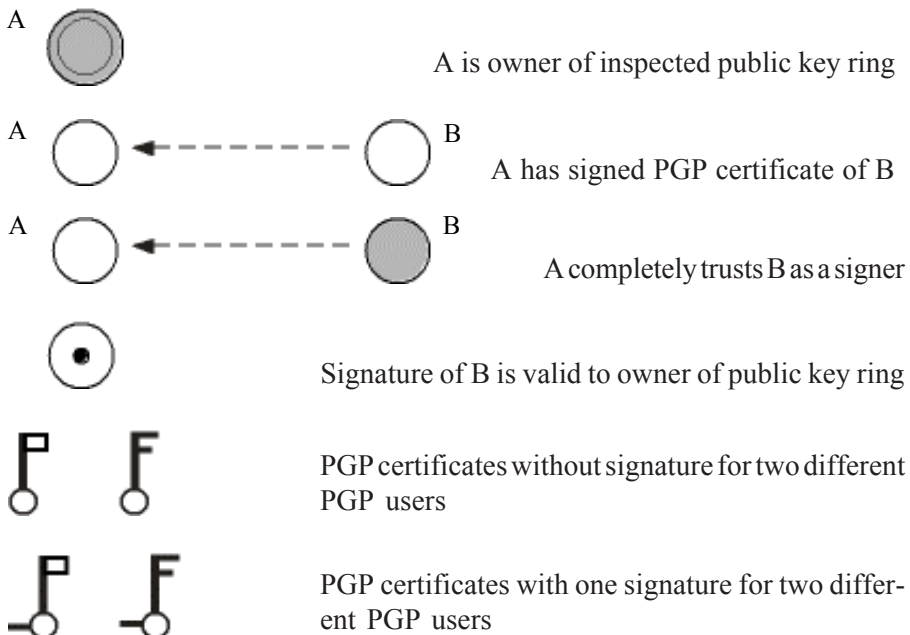 A
A is owner of inspected public key ring
A B
A has signed PGP certificate of B
A B
A completely trusts B as a signer
Signature of B is valid to owner of public key ring
PGP certificates without signature for two different
PGP users
PGP certificates with one signature for two differ-
ent PGP users